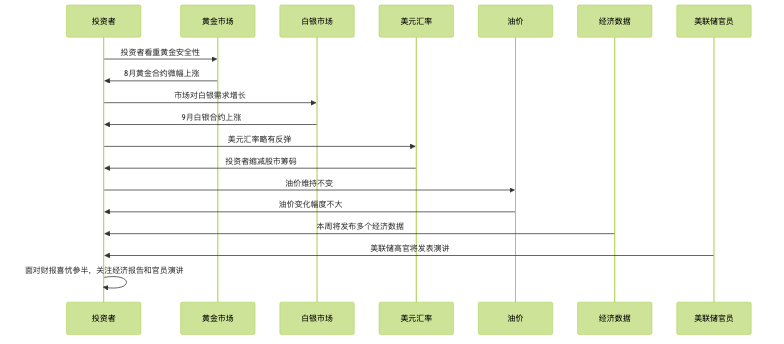 投资者 黄金市场 白银市场 美元汇率 油价 经济数据 美联储官员
投资者看重黄金安全性
8月黄金合约微幅上涨
市场对白银需求增长
9月白银合约上涨
美元汇率略有反弹
投资者缩减股市筹码
油价维持不变
油价变化幅度不大
本周将发布多个经济数据
美联储高官将发表演讲
面对财报喜忧参半，关注经济报告和官员演讲
投资者 黄金市场 白银市场 美元汇率 油价 经济数据 美联储官员